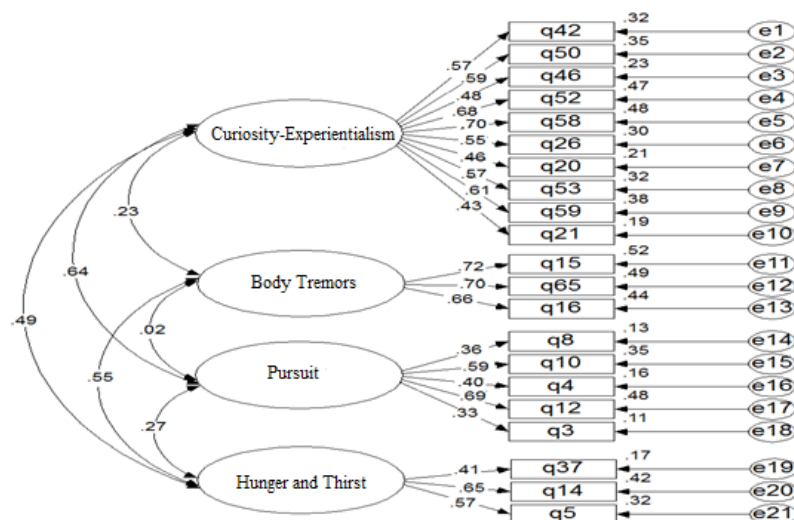 .32
.57 q42 e1
.35
.59 q50 e2
.23
.48 q46 e3
.47
.68 q52 e4
.48
.70 q58 e5
.30
.55 q26 e6
.21
.46 q20 e7
.32
.57 q53 e8
.38
.61 q59 e9
.19
.43 q21 e10
Curiosity-Experientialism
.23
.64
.49
.52
.72 q15 e11
.49
.70 q65 e12
.44
.66 q16 e13
Body Tremors
.02
.55
.13
.36 q8 e14
.35
.59 q10 e15
.16
.40 q4 e16
.48
.69 q12 e17
.11
.33 q3 e18
Pursuit
.27
.17
.41 q37 e19
.42
.65 q14 e20
.32
.57 q5 e21
Hunger and Thirst